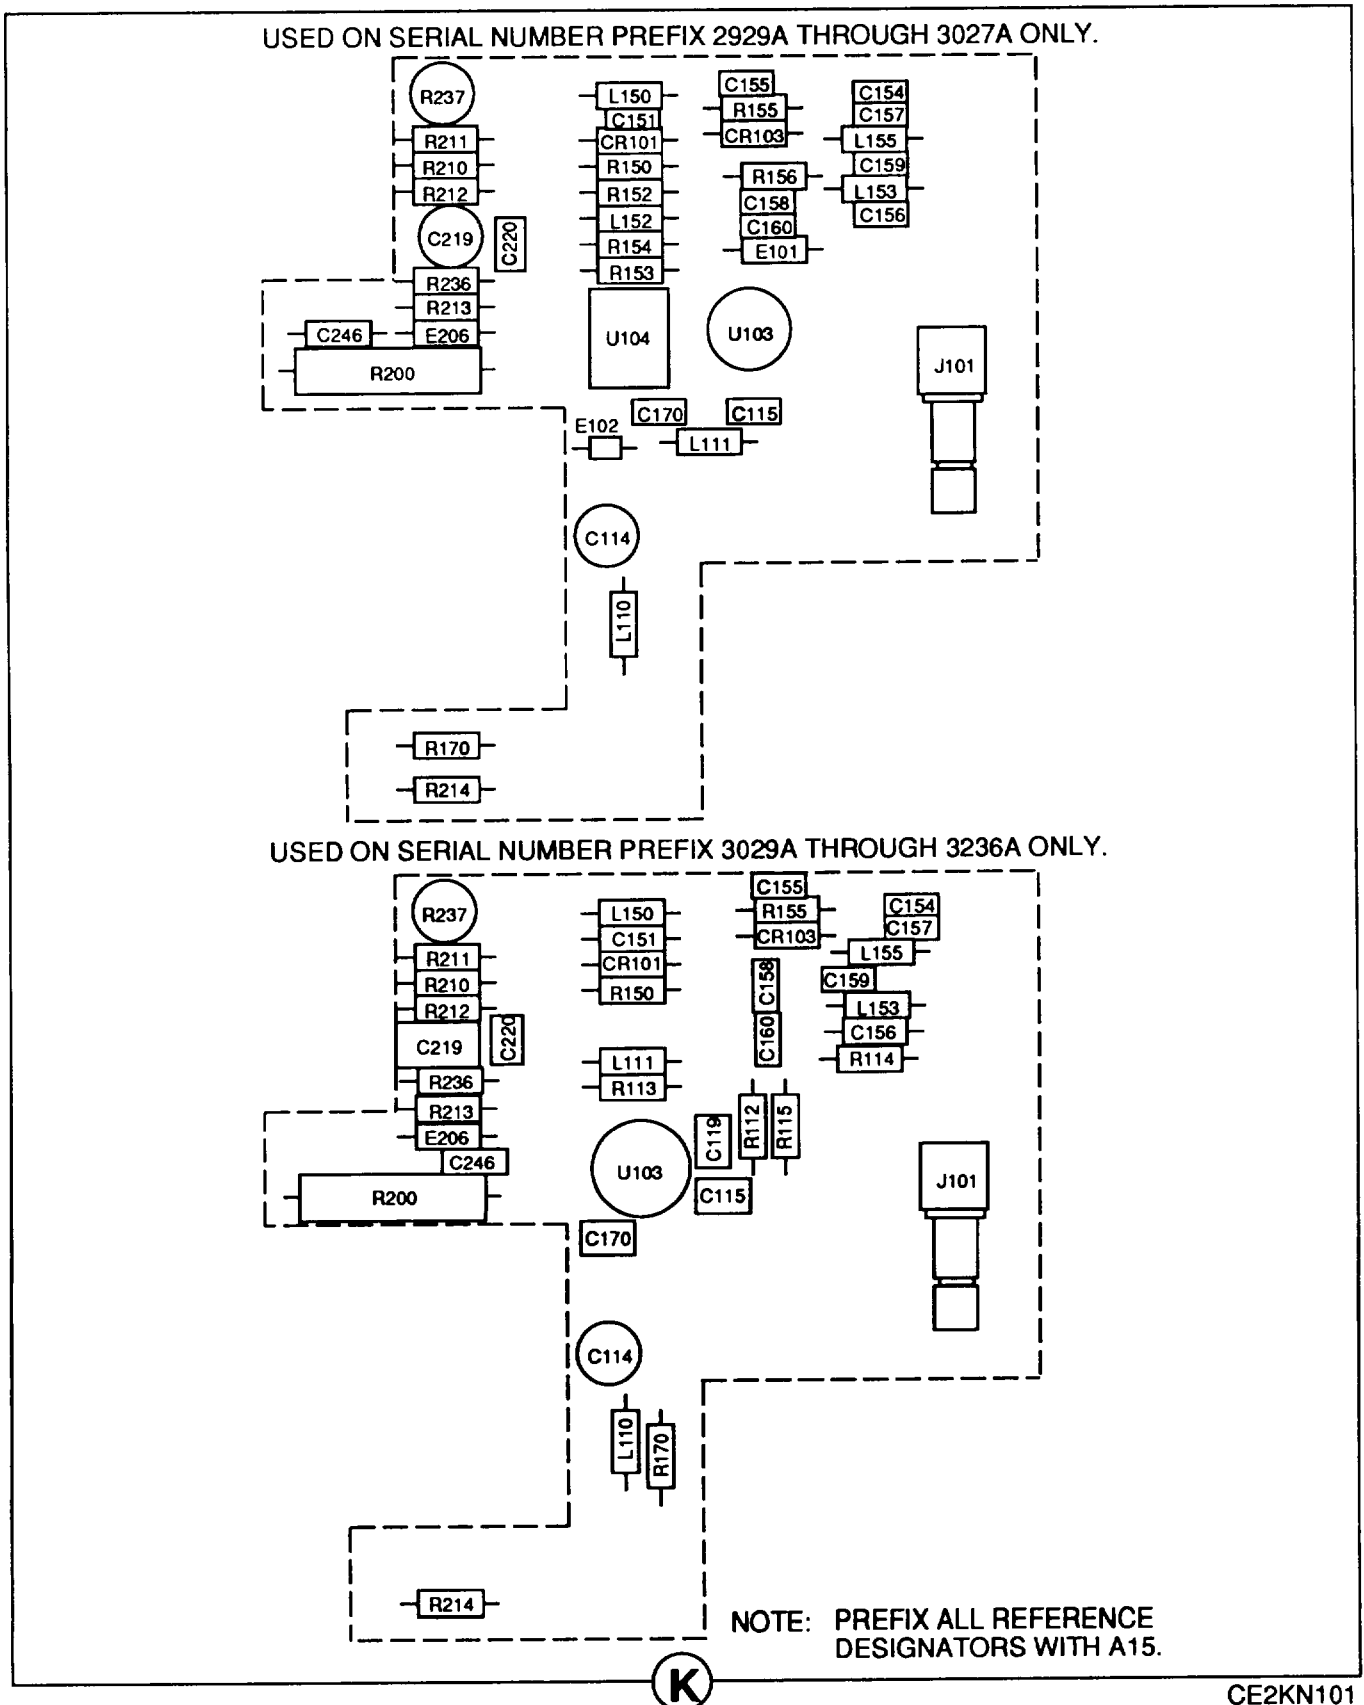 USED ON SERIAL NUMBER PREFIX 2929A THROUGH 3027A ONLY.
R237
R211
R210
R212
C219
C220
R236
R213
C246
E206
R200
L150
C151
CR101
R150
R152
L152
R154
R153
U104
C155
R155
CR103
R156
C158
C160
E101
U103
C154
C157
L155
C159
L153
C156
J101
E102
C170
C115
L111
C114
L110
R170
R214
USED ON SERIAL NUMBER PREFIX 3029A THROUGH 3236A ONLY.
R237
R211
R210
R212
C219
C220
R236
R213
E206
C246
R200
L150
C151
CR101
R150
L111
R113
C155
R155
CR103
C158
C160
C154
C157
L155
C159
L153
C156
R114
U103
C119
R112
R115
C115
C170
J101
C114
L110
R170
R214
NOTE: PREFIX ALL REFERENCE
DESIGNATORS WITH A15.
K
CE2KN101